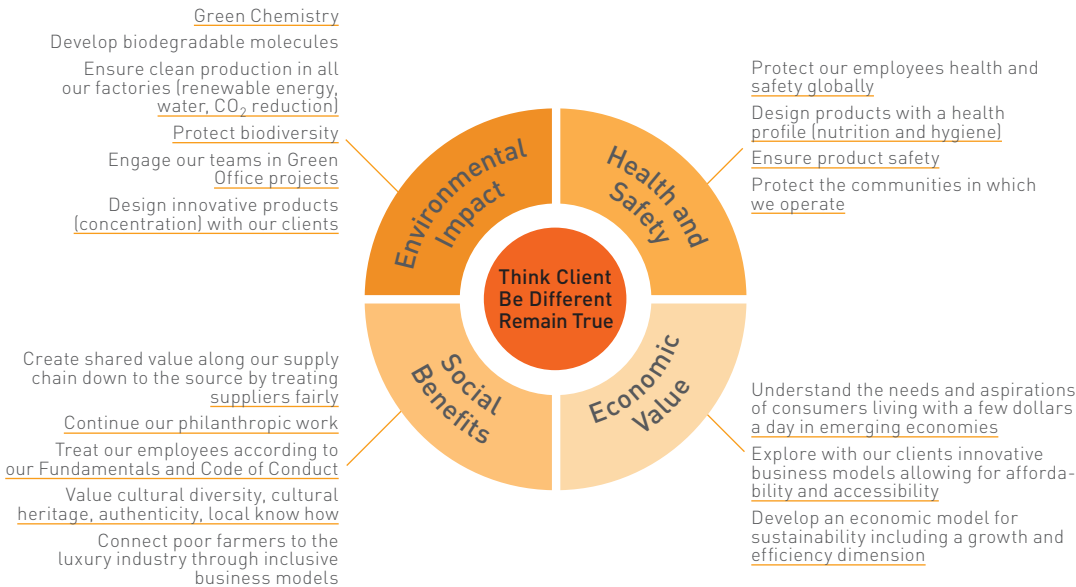 Green Chemistry
Develop biodegradable molecules
Ensure clean production in all
our factories (renewable energy,
water, CO₂ reduction)
Protect biodiversity
Engage our teams in Green
Office projects
Design innovative products
(concentration) with our clients
Protect our employees health and
safety globally
Design products with a health
profile (nutrition and hygiene)
Ensure product safety
Protect the communities in which
we operate
Environmental
Impact
Health and
Safety
Think Client
Be Different
Remain True
Social
Benefits
Economic
Value
Create shared value along our supply
chain down to the source by treating
suppliers fairly
Continue our philanthropic work
Treat our employees according to
our Fundamentals and Code of Conduct
Value cultural diversity, cultural
heritage, authenticity, local know how
Connect poor farmers to the
luxury industry through inclusive
business models
Understand the needs and aspirations
of consumers living with a few dollars
a day in emerging economies
Explore with our clients innovative
business models allowing for afforda-
bility and accessibility
Develop an economic model for
sustainability including a growth and
efficiency dimension